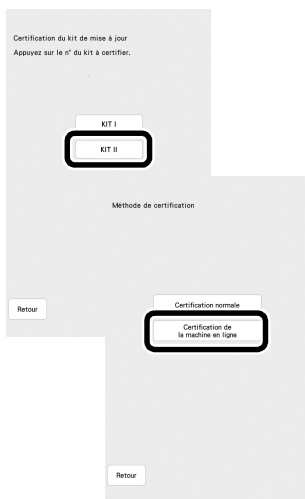 Certification du kit de mise à jour
Appuyez sur le n° du kit à certifier.
KIT I
KIT II
Retour
Méthode de certification
Certification normale
Certification de
la machine en ligne
Retour